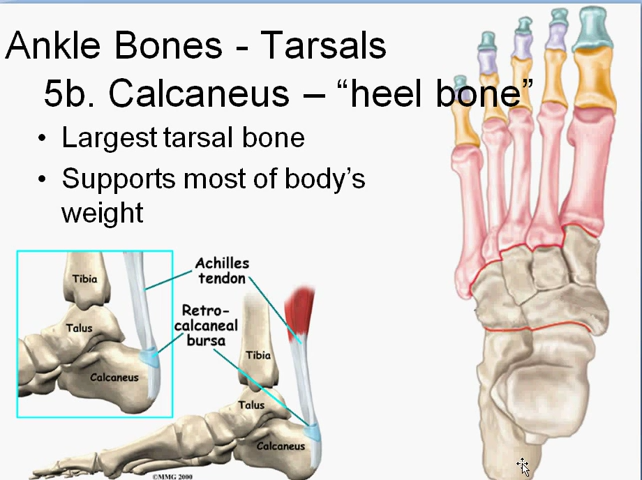 Ankle Bones - Tarsals
5b. Calcaneus – “heel bone”
• Largest tarsal bone
• Supports most of body’s
weight
Achilles
tendon
Tibia
Retro-
calcaneal
bursa
Talus
Calcaneus
Tibia
Talus
Calcaneus
©MMG 2000